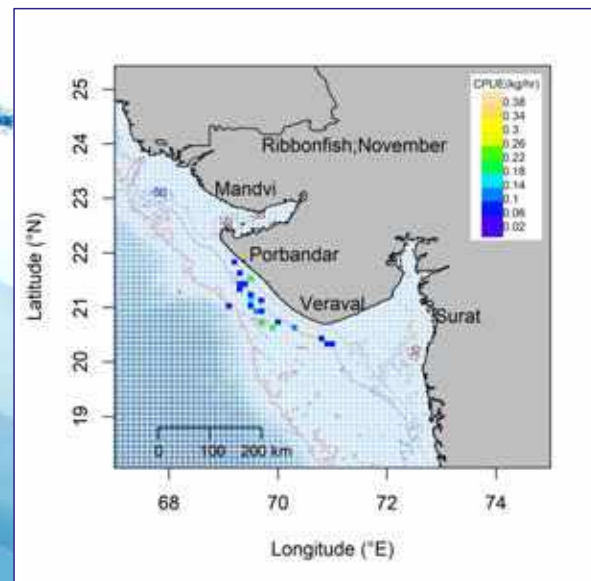 CPUE(kg/hr)
0.38
0.34
0.3
0.26
0.22
0.18
0.14
0.1
0.06
0.02
Ribbonfish,November
Mandvi
Porbandar
Veraval
Surat
-50
-50
0 100 200 km
25
24
23
22
21
20
19
Latitude (°N)
68 70 72 74
Longitude (°E)